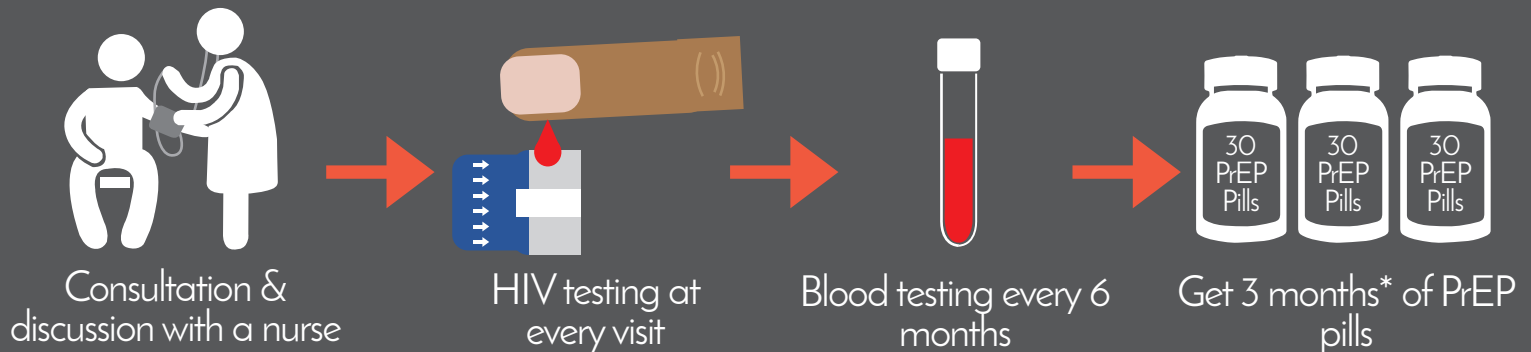 Consultation &
discussion with a nurse
HIV testing at
every visit
Blood testing every 6
months
30
PrEP
Pills
30
PrEP
Pills
30
PrEP
Pills
Get 3 months* of PrEP
pills